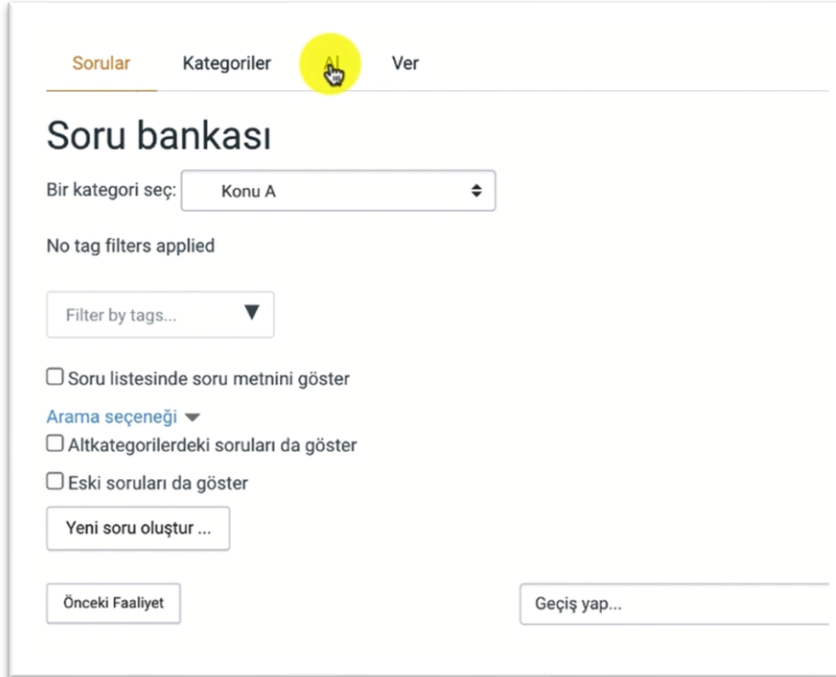 Sorular Kategoriler Al Ver
Soru bankası
Bir kategori seç: Konu A
No tag filters applied
Filter by tags...
Soru listesinde soru metnini göster
Arama seçeneği
Altkategorilerdeki soruları da göster
Eski soruları da göster
Yeni soru oluştur ...
Önceki Faaliyet Geçiş yap...